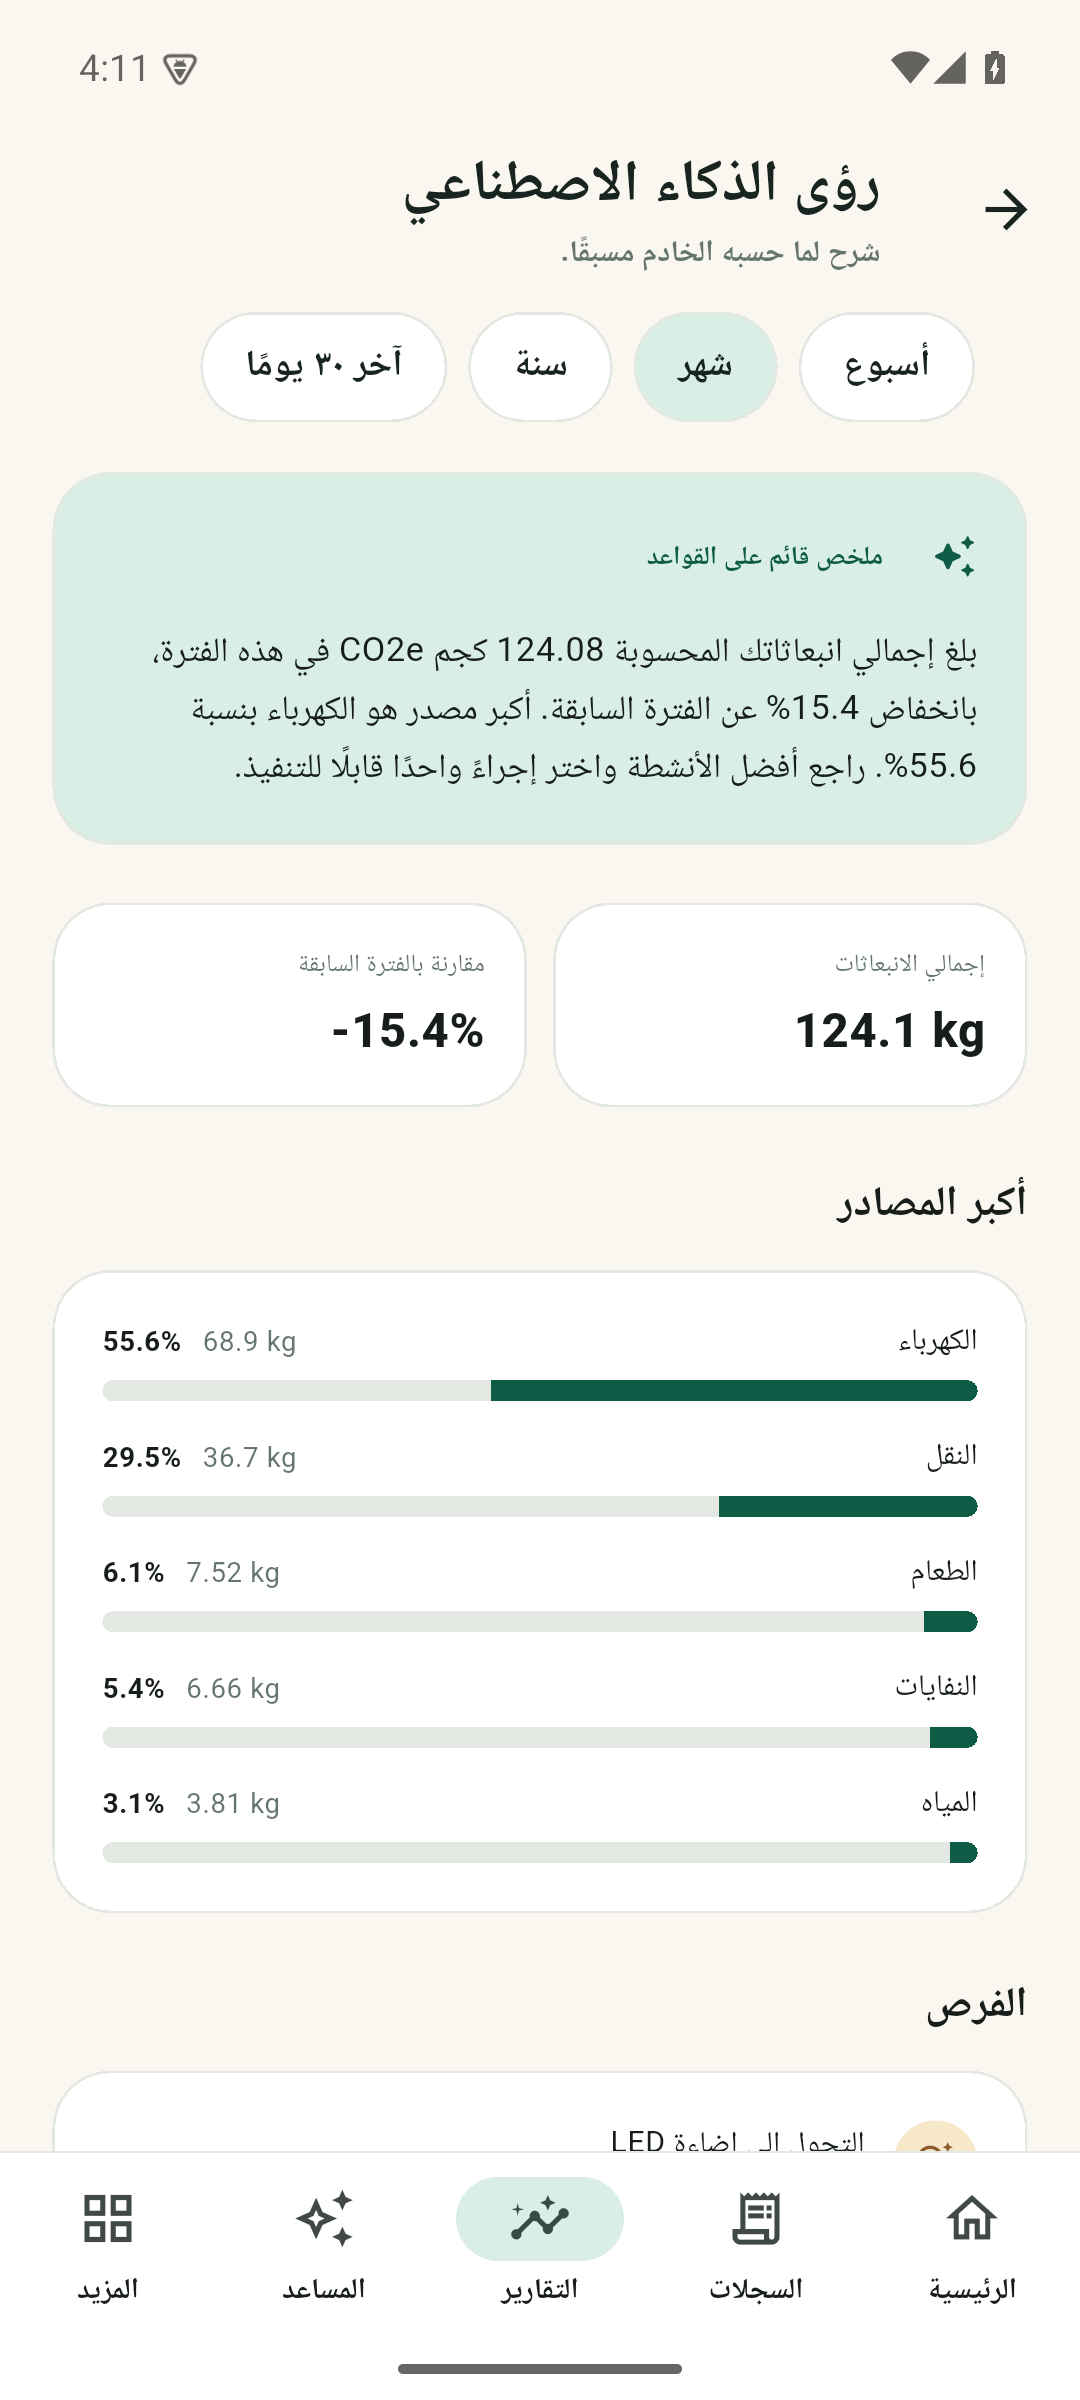 4:11
رؤى الذكاء الاصطناعي
شرح لما حسبه الخادم مسبقًا.
أسبوع
شهر
سنة
آخر ٣٠ يومًا
ملخص قائم على القواعد
بلغ إجمالي انبعاثاتك المحسوبة 124.08 كجم CO2e في هذه الفترة،
بانخفاض 15.4% عن الفترة السابقة. أكبر مصدر هو الكهرباء بنسبة
55.6%. راجع أفضل الأنشطة واختر إجراءً واحدًا قابلًا للتنفيذ.
إجمالي الانبعاثات
124.1 kg
مقارنة بالفترة السابقة
-15.4%
أكبر المصادر
الكهرباء 68.9 kg 55.6%
النقل 36.7 kg 29.5%
الطعام 7.52 kg 6.1%
النفايات 6.66 kg 5.4%
المياه 3.81 kg 3.1%
الفرص
التحول إلى إضاءة LED
الرئيسية
السجلات
التقارير
المساعد
المزيد